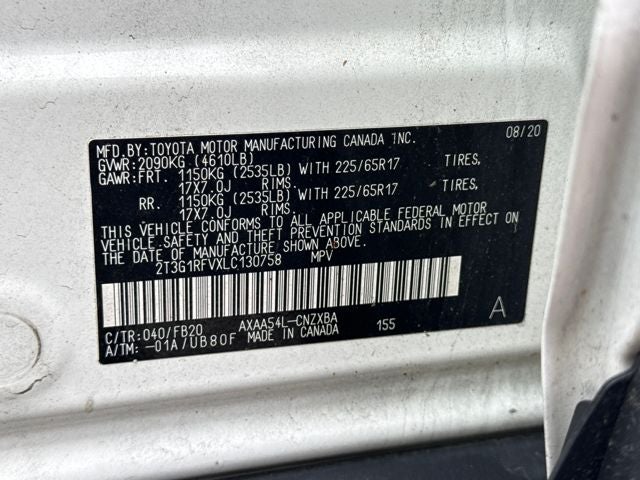 MFD.BY:TOYOTA MOTOR MANUFACTURING CANADA INC. 08/20
GVWR:2090KG (4610LB)
GAWR:FRT. 1150KG (2535LB) WITH 225/65R17 TIRES,
17X7.0J RIMS.
RR. 1150KG (2535LB) WITH 225/65R17 TIRES,
17X7.0J RIMS.
THIS VEHICLE CONFORMS TO ALL APPLICABLE FEDERAL MOTOR
VEHICLE SAFETY AND THEFT PREVENTION STANDARDS IN EFFECT ON
THE DATE OF MANUFACTURE SHOWN ABOVE.
2T3G1RFVXLC130758 MPV
C/TR:040/FB20 AXAA54L-CNZXBA 155 A
A/TM: -01A/UB80F MADE IN CANADA